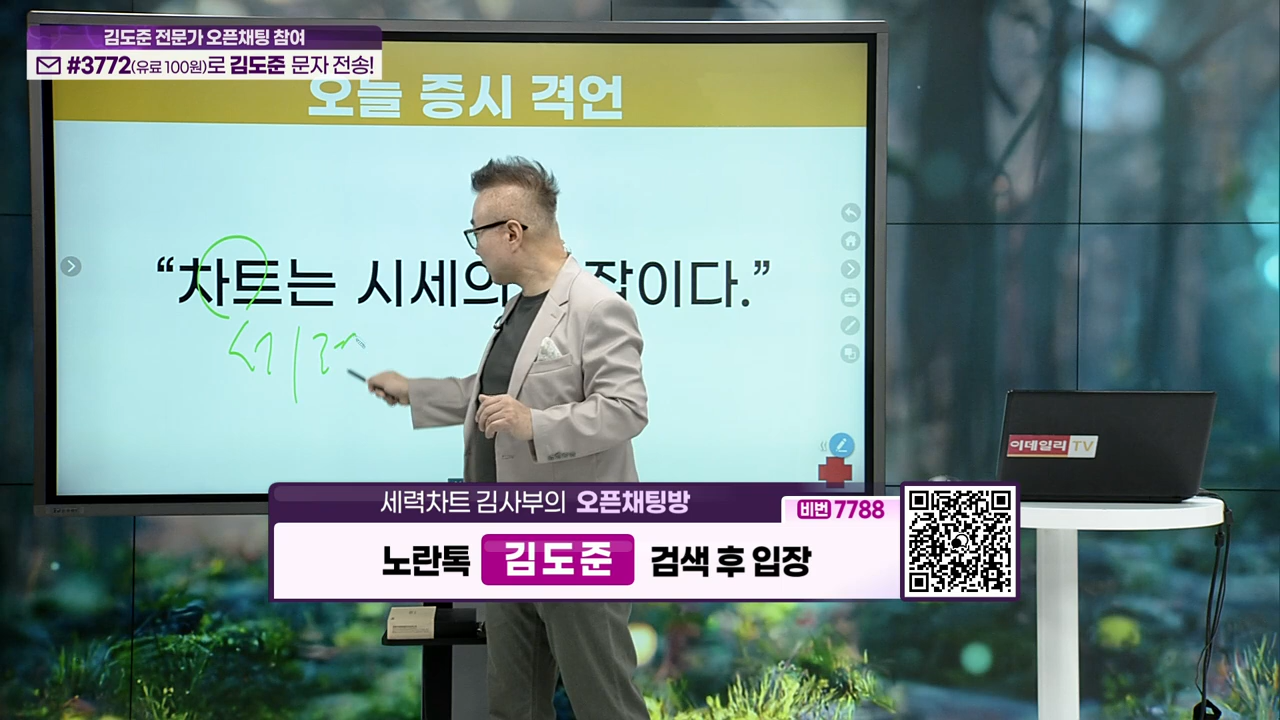 김도준 전문가 오픈채팅 참여
#3772(유료 100원)로 김도준 문자 전송!
오늘 증시 격언
“차트는 시세의 잡이다.”
세력
이데일리 TV
세력차트 김사부의 오픈채팅방
비번 7788
노란톡 김도준 검색 후 입장